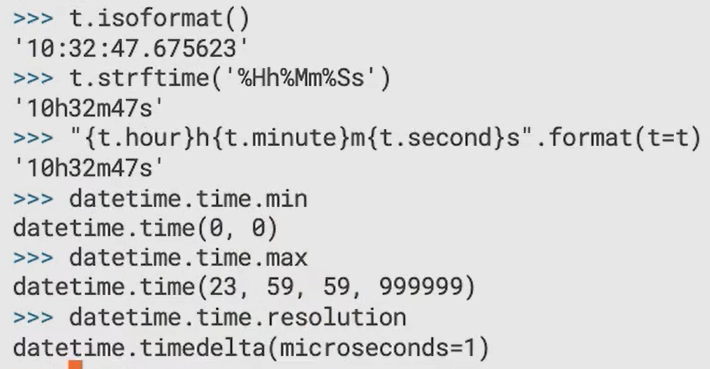 >>> t.isoformat()
'10:32:47.675623'
>>> t.strftime('%Hh%Mm%Ss')
'10h32m47s'
>>> "{t.hour}h{t.minute}m{t.second}s".format(t=t)
'10h32m47s'
>>> datetime.time.min
datetime.time(0, 0)
>>> datetime.time.max
datetime.time(23, 59, 59, 999999)
>>> datetime.time.resolution
datetime.timedelta(microseconds=1)